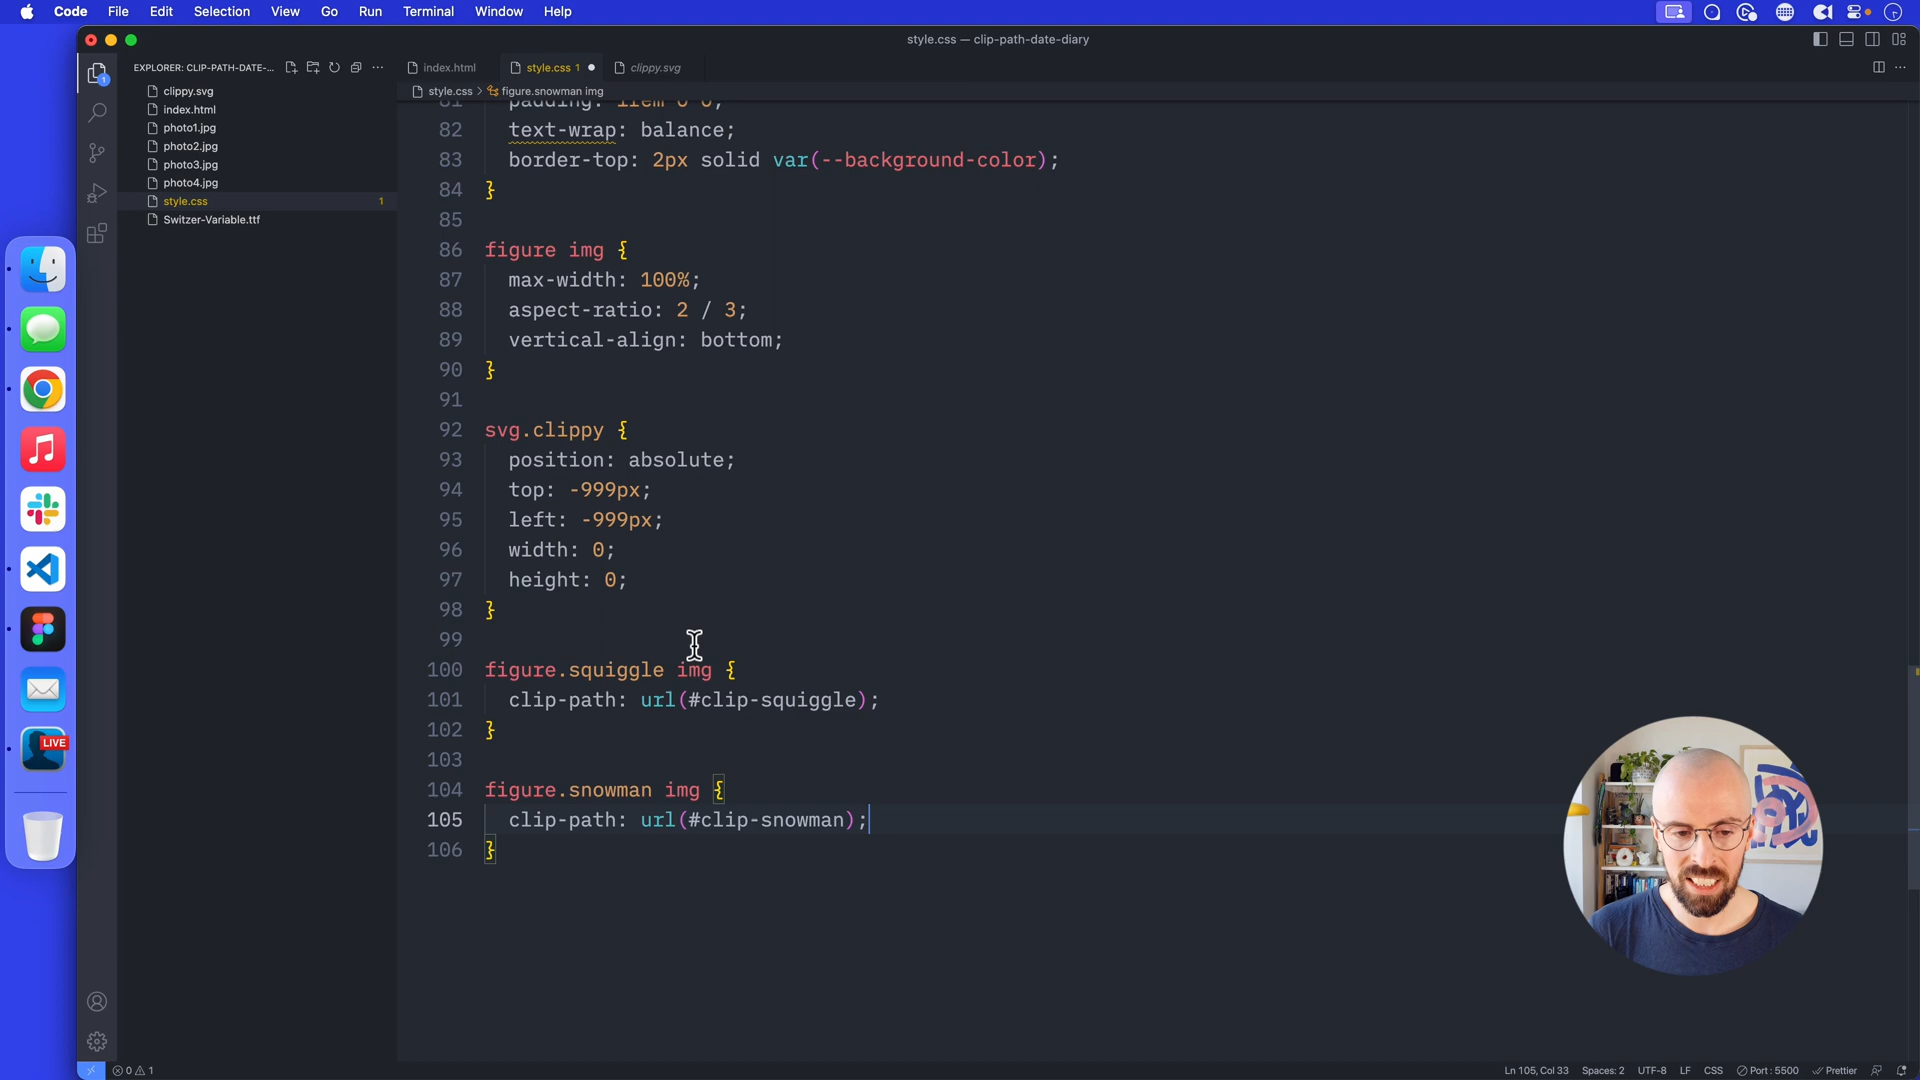 Code File Edit Selection View Go Run Terminal Window Help
style.css — clip-path-date-diary
EXPLORER: CLIP-PATH-DATE-...
index.html
style.css 1
clippy.svg
style.css > figure.snowman img
clippy.svg
index.html
photo1.jpg
photo2.jpg
photo3.jpg
photo4.jpg
style.css 1
Switzer-Variable.ttf
82 text-wrap: balance;
83 border-top: 2px solid var(--background-color);
84 }
85
86 figure img {
87 max-width: 100%;
88 aspect-ratio: 2 / 3;
89 vertical-align: bottom;
90 }
91
92 svg.clippy {
93 position: absolute;
94 top: -999px;
95 left: -999px;
96 width: 0;
97 height: 0;
98 }
99
100 figure.squiggle img {
101 clip-path: url(#clip-squiggle);
102 }
103
104 figure.snowman img {
105 clip-path: url(#clip-snowman);
106 }
1
LIVE
0 1
Ln 105, Col 33 Spaces: 2 UTF-8 LF CSS Port : 5500 Prettier